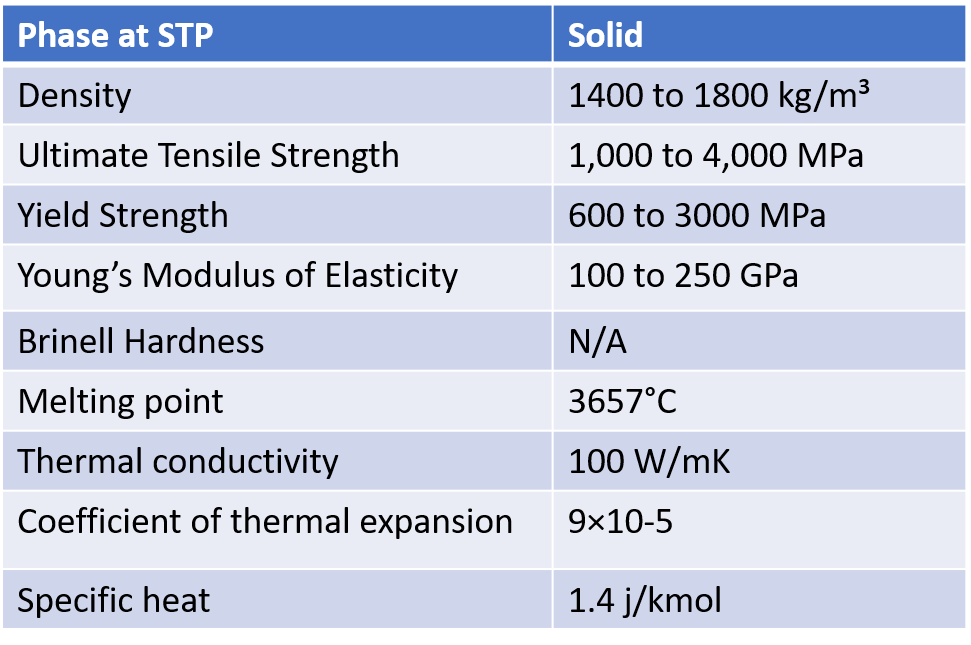 Phase at STP Solid
Density 1400 to 1800 kg/m³
Ultimate Tensile Strength 1,000 to 4,000 MPa
Yield Strength 600 to 3000 MPa
Young’s Modulus of Elasticity 100 to 250 GPa
Brinell Hardness N/A
Melting point 3657°C
Thermal conductivity 100 W/mK
Coefficient of thermal expansion 9×10-5
Specific heat 1.4 j/kmol